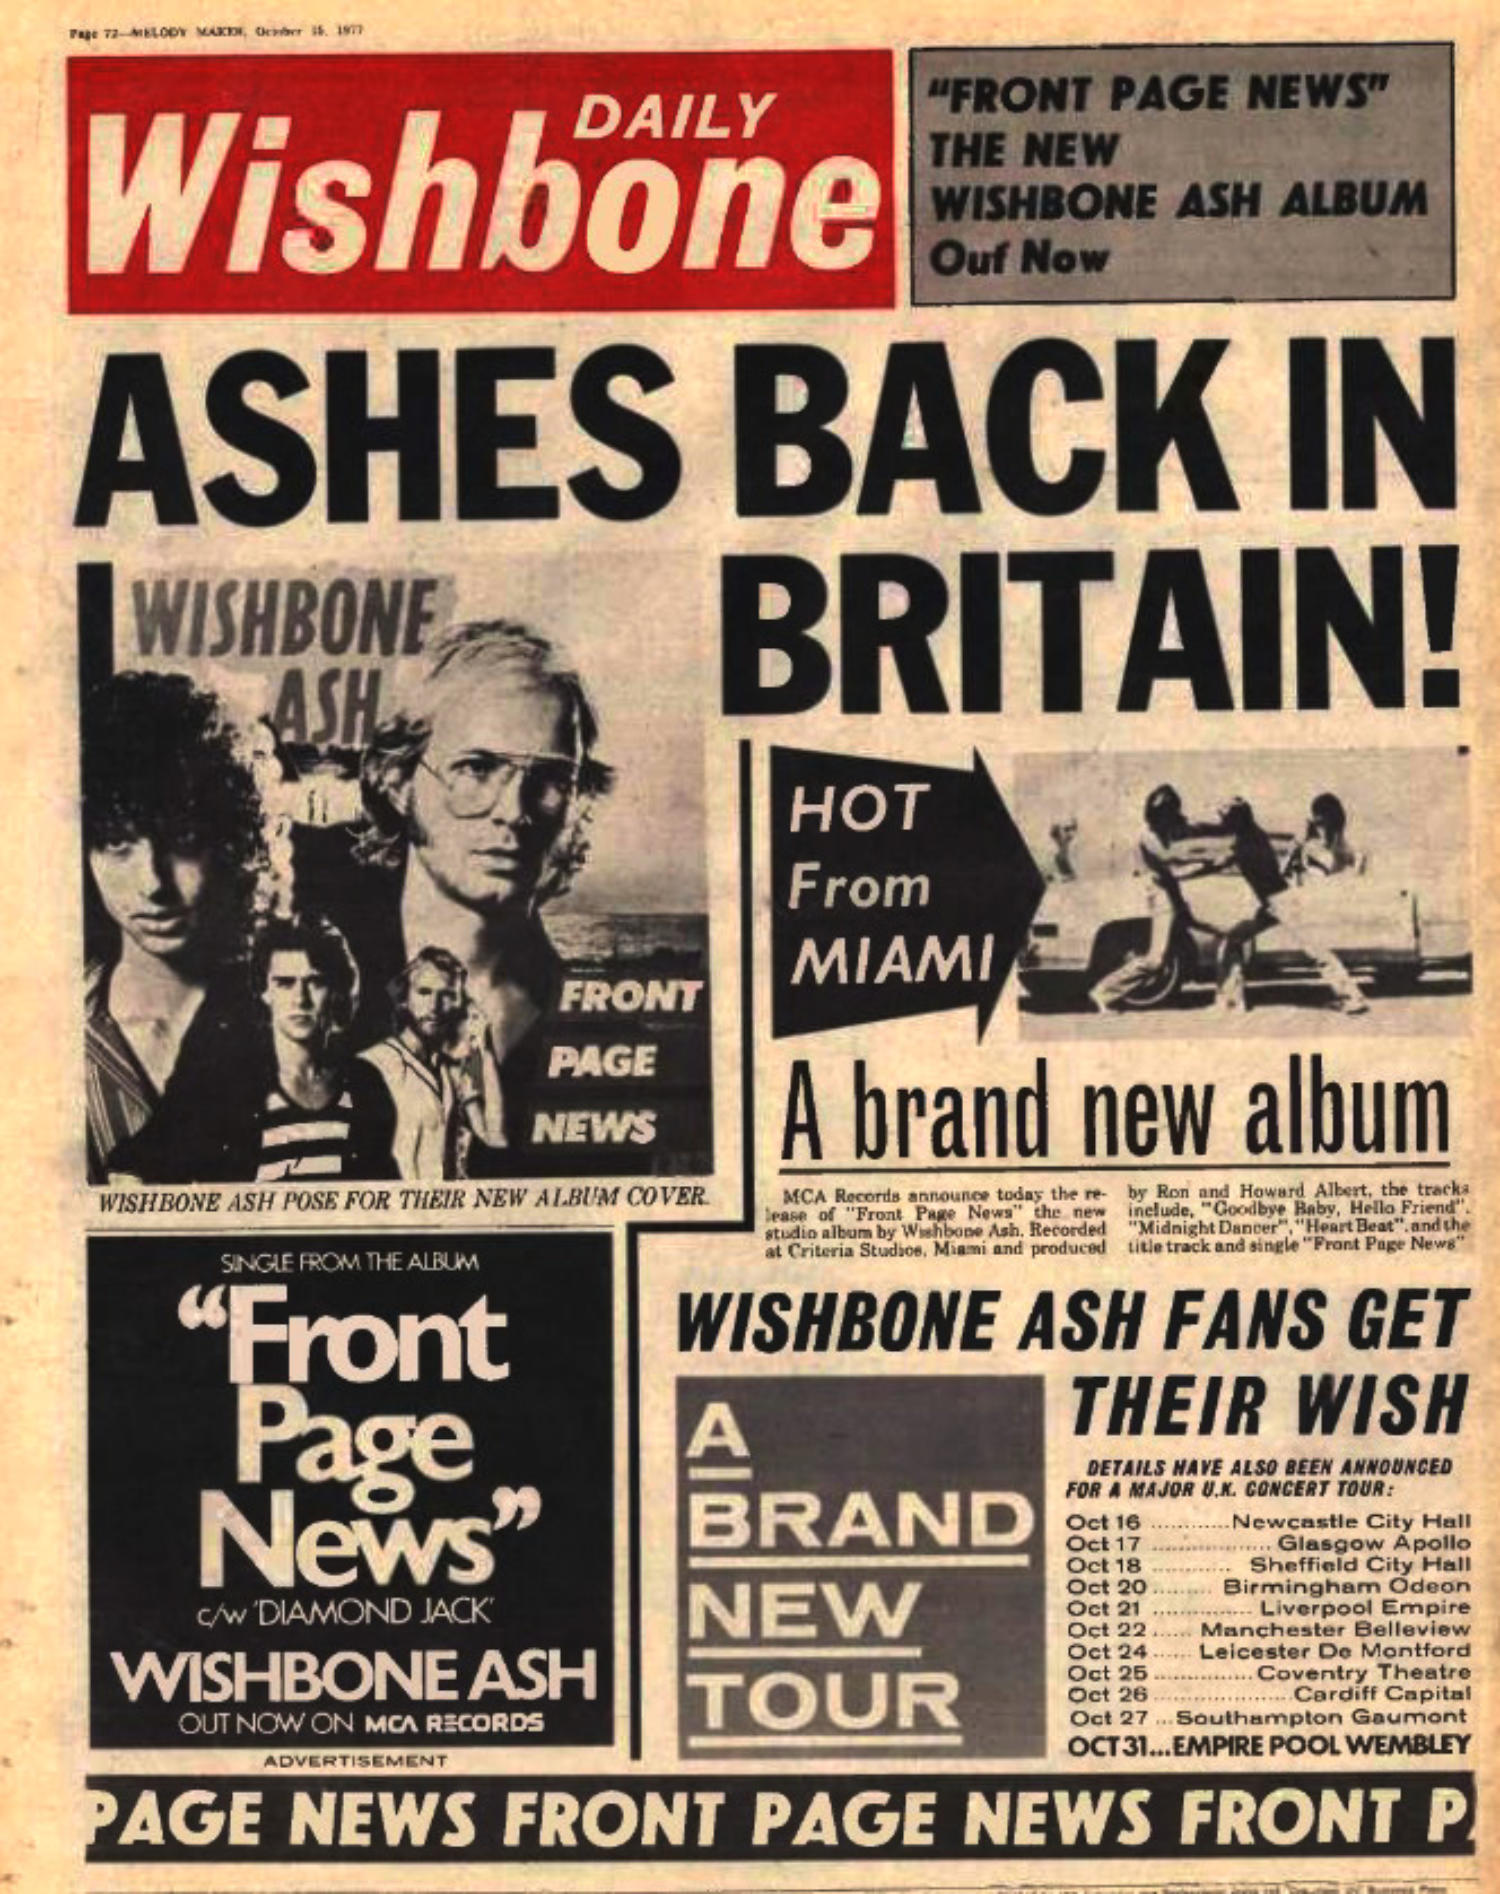 Page 72—MELODY MAKER, October 15, 1977
DAILY
Wishbone
"FRONT PAGE NEWS"
THE NEW
WISHBONE ASH ALBUM
Out Now
ASHES BACK IN
BRITAIN!
WISHBONE
ASH
FRONT
PAGE
NEWS
WISHBONE ASH POSE FOR THEIR NEW ALBUM COVER.
HOT
From
MIAMI
A brand new album
MCA Records announce today the re-
lease of "Front Page News" the new
studio album by Wishbone Ash. Recorded
at Criteria Studios, Miami and produced
by Ron and Howard Albert, the tracks
include, "Goodbye Baby, Hello Friend".
"Midnight Dancer", "Heart Beat". and the
title track and single "Front Page News"
SINGLE FROM THE ALBUM
"Front
Page
News"
c/w 'DIAMOND JACK'
WISHBONE ASH
OUT NOW ON MCA RECORDS
ADVERTISEMENT
WISHBONE ASH FANS GET
THEIR WISH
A
BRAND
NEW
TOUR
DETAILS HAVE ALSO BEEN ANNOUNCED
FOR A MAJOR U.K. CONCERT TOUR:
Oct 16 ............Newcastle City Hall
Oct 17 .................. Glasgow Apollo
Oct 18 ............ Sheffield City Hall
Oct 20 ......... Birmingham Odeon
Oct 21 ............... Liverpool Empire
Oct 22 ...... Manchester Belleview
Oct 24 ...... Leicester De Montford
Oct 25 ...............Coventry Theatre
Oct 26 .....................Cardiff Capital
Oct 27 ...Southampton Gaumont
OCT 31...EMPIRE POOL WEMBLEY
PAGE NEWS FRONT PAGE NEWS FRONT P